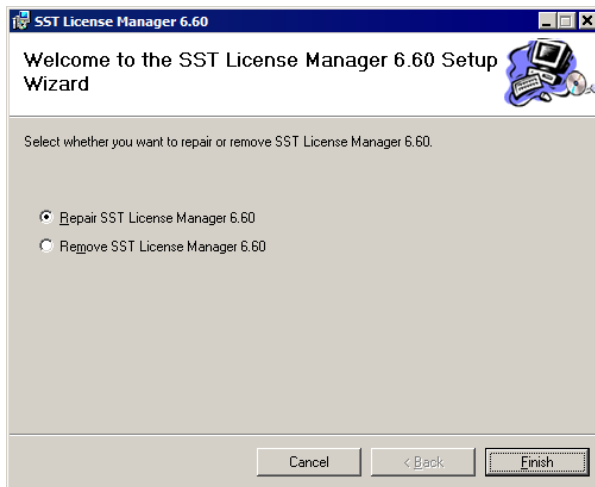 SST License Manager 6.60
Welcome to the SST License Manager 6.60 Setup
Wizard
Select whether you want to repair or remove SST License Manager 6.60.
Repair SST License Manager 6.60
Remove SST License Manager 6.60
Cancel
< Back
Finish